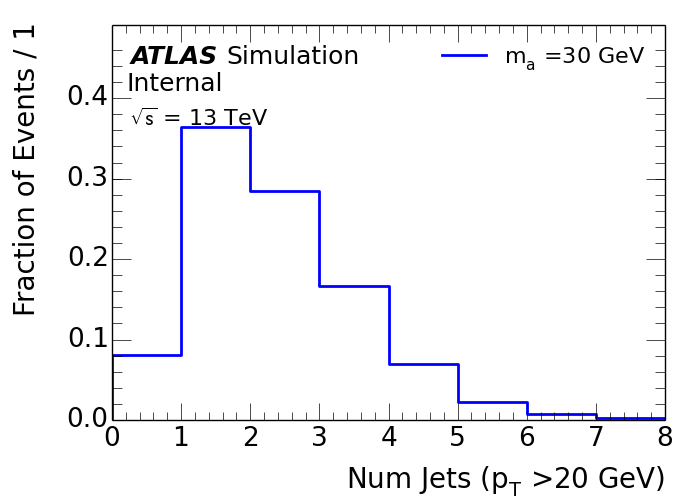 ATLAS Simulation
Internal
√s = 13 TeV
mₐ =30 GeV
Fraction of Events / 1
0.4
0.3
0.2
0.1
0.0
0 1 2 3 4 5 6 7 8
Num Jets (p_T >20 GeV)